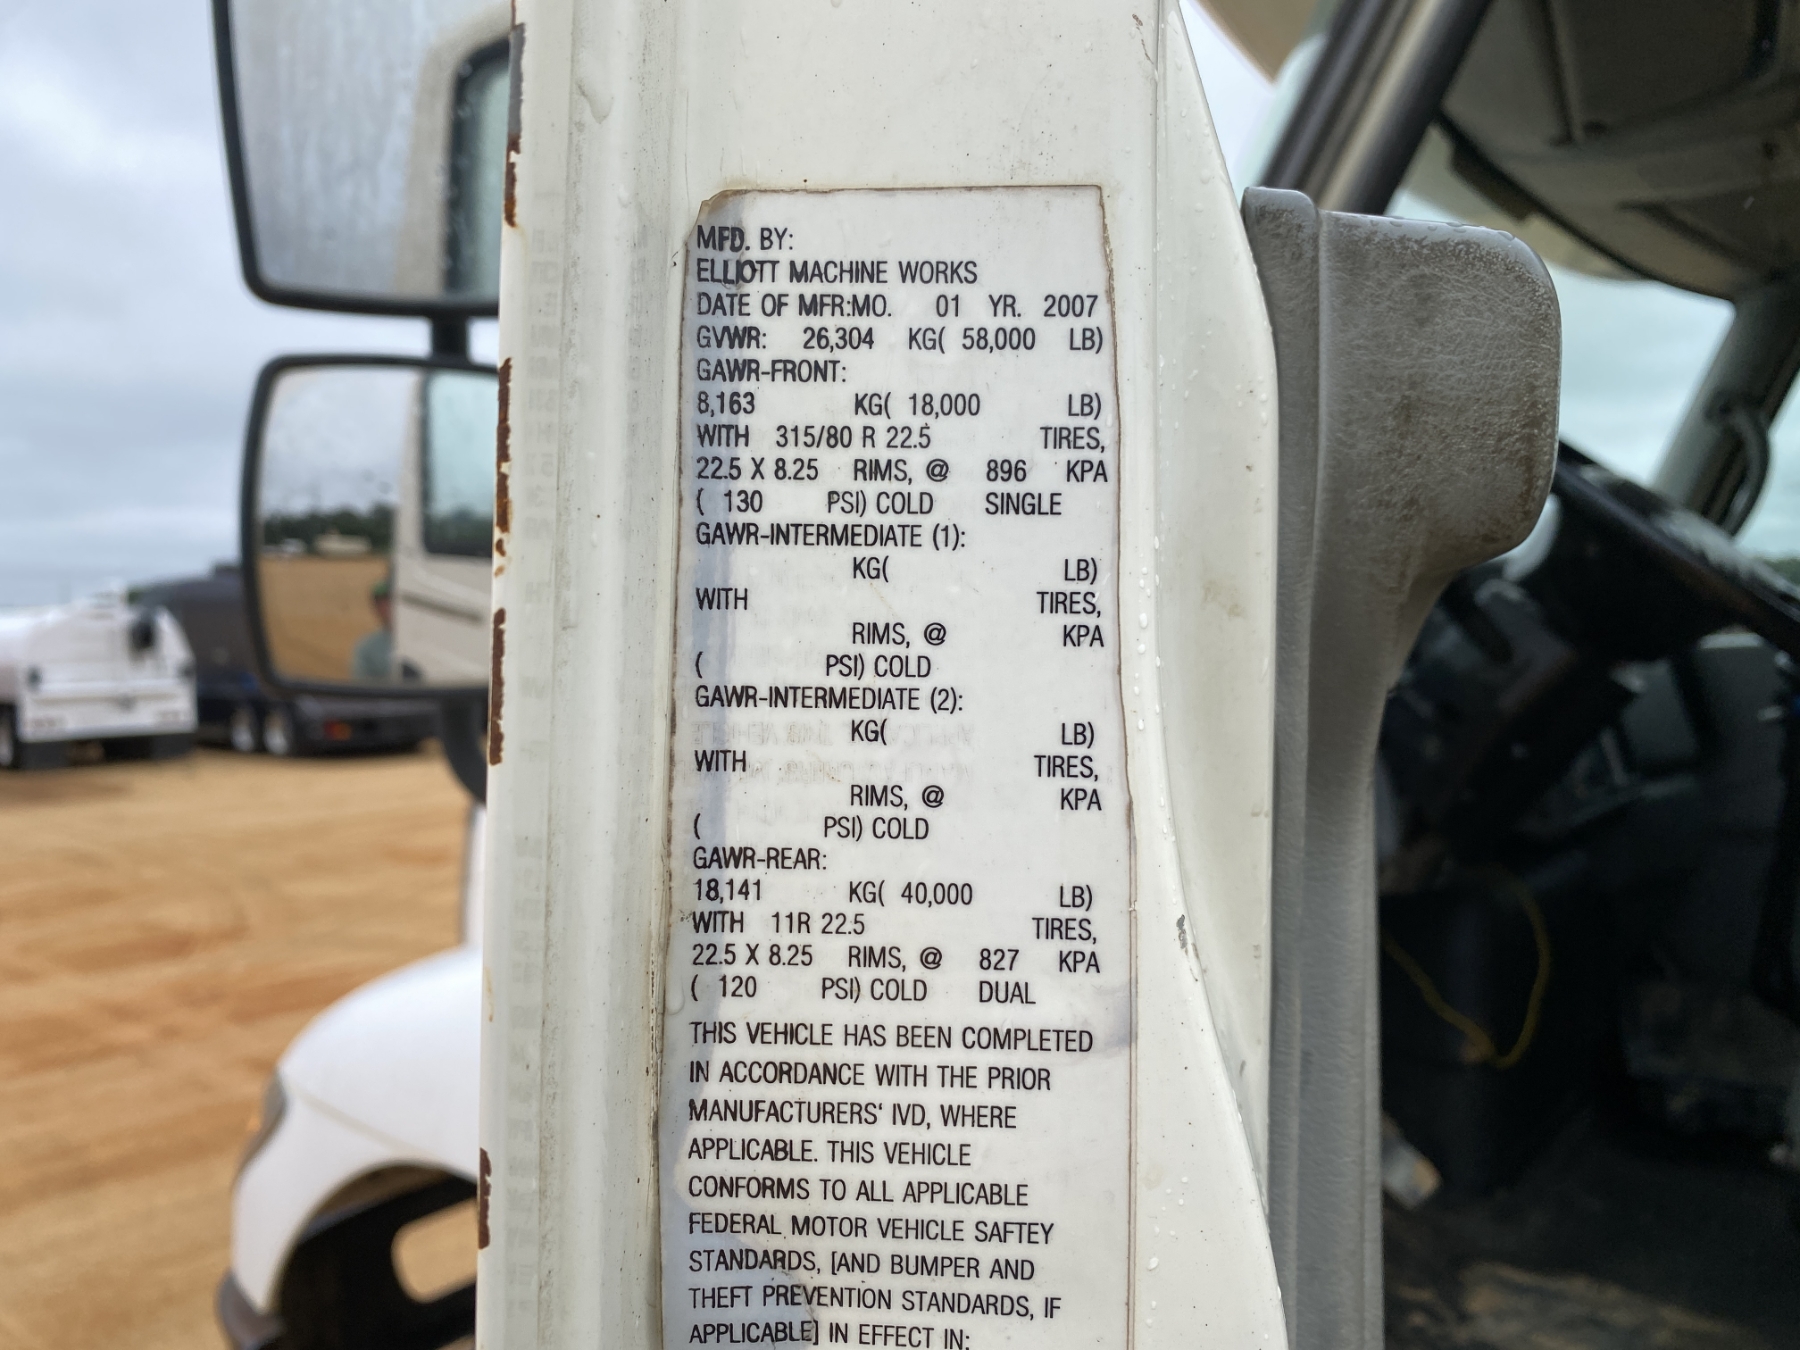 MFD. BY:
ELLIOTT MACHINE WORKS
DATE OF MFR:MO. 01 YR. 2007
GVWR: 26,304 KG( 58,000 LB)
GAWR-FRONT:
8,163 KG( 18,000 LB)
WITH 315/80 R 22.5 TIRES,
22.5 X 8.25 RIMS, @ 896 KPA
( 130 PSI) COLD SINGLE
GAWR-INTERMEDIATE (1):
KG( LB)
WITH TIRES,
RIMS, @ KPA
( PSI) COLD
GAWR-INTERMEDIATE (2):
KG( LB)
WITH TIRES,
RIMS, @ KPA
( PSI) COLD
GAWR-REAR:
18,141 KG( 40,000 LB)
WITH 11R 22.5 TIRES,
22.5 X 8.25 RIMS, @ 827 KPA
( 120 PSI) COLD DUAL
THIS VEHICLE HAS BEEN COMPLETED
IN ACCORDANCE WITH THE PRIOR
MANUFACTURERS' IVD, WHERE
APPLICABLE. THIS VEHICLE
CONFORMS TO ALL APPLICABLE
FEDERAL MOTOR VEHICLE SAFTEY
STANDARDS, [AND BUMPER AND
THEFT PREVENTION STANDARDS, IF
APPLICABLE] IN EFFECT IN: